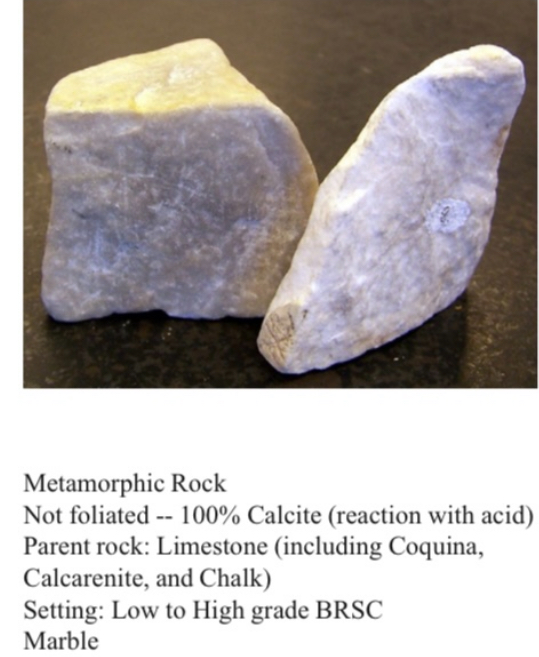 Metamorphic Rock
Not foliated -- 100% Calcite (reaction with acid)
Parent rock: Limestone (including Coquina,
Calcarenite, and Chalk)
Setting: Low to High grade BRSC
Marble